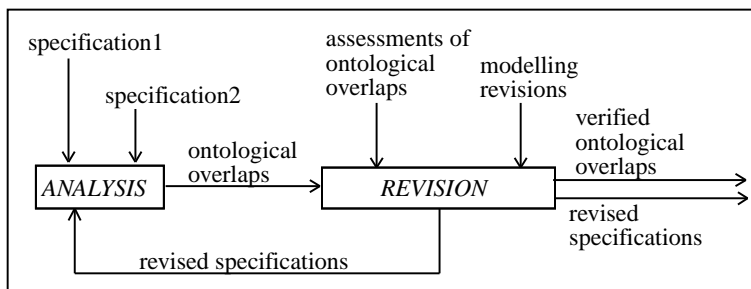 specification1
specification2
assessments of
ontological
overlaps
modelling
revisions
ANALYSIS
ontological
overlaps
REVISION
verified
ontological
overlaps
revised
specifications
revised specifications